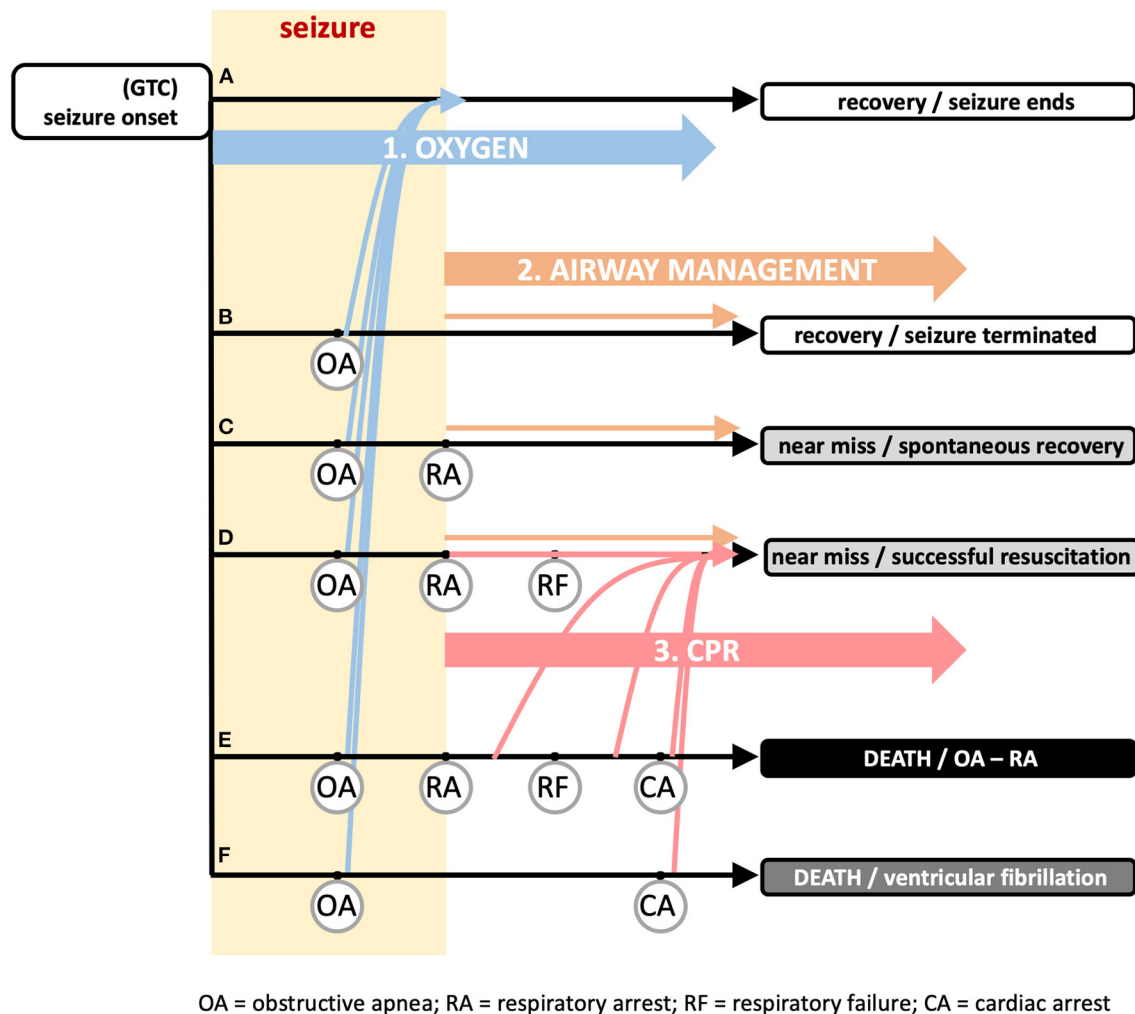 seizure
A
(GTC)
seizure onset
recovery / seizure ends
1. OXYGEN
2. AIRWAY MANAGEMENT
B
recovery / seizure terminated
OA
C
near miss / spontaneous recovery
OA RA
D
near miss / successful resuscitation
OA RA RF
3. CPR
E
DEATH / OA – RA
OA RA RF CA
F
DEATH / ventricular fibrillation
OA CA
OA = obstructive apnea; RA = respiratory arrest; RF = respiratory failure; CA = cardiac arrest